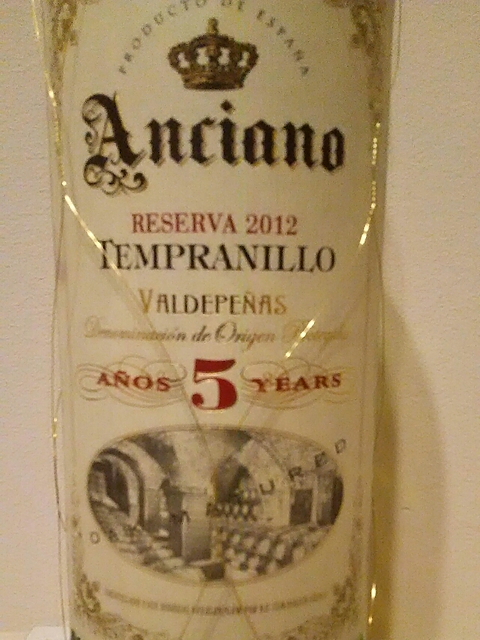 PRODUCTO DE ESPAÑA
Anciano
RESERVA 2012
TEMPRANILLO
VALDEPEÑAS
Denominación de Origen
AÑOS 5 YEARS